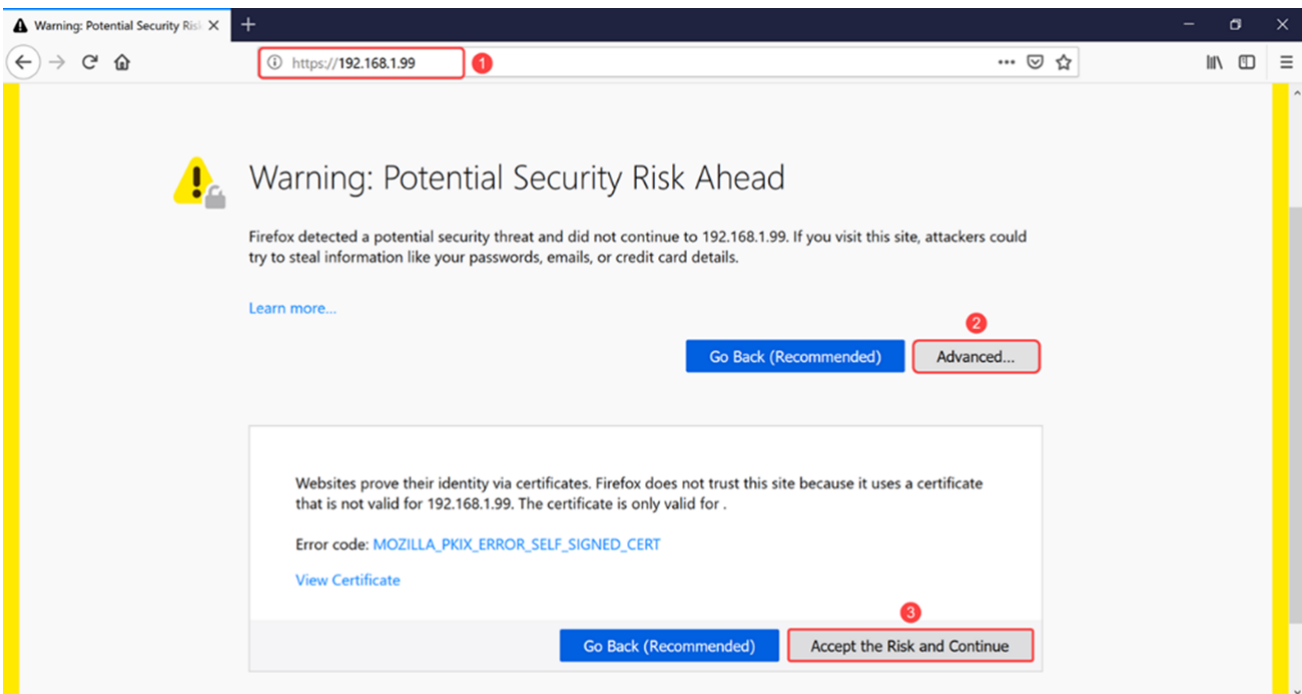 Warning: Potential Security Ris
https://192.168.1.99
1
Warning: Potential Security Risk Ahead
Firefox detected a potential security threat and did not continue to 192.168.1.99. If you visit this site, attackers could
try to steal information like your passwords, emails, or credit card details.
Learn more...
2
Go Back (Recommended) Advanced...
Websites prove their identity via certificates. Firefox does not trust this site because it uses a certificate
that is not valid for 192.168.1.99. The certificate is only valid for .
Error code: MOZILLA_PKIX_ERROR_SELF_SIGNED_CERT
View Certificate
3
Go Back (Recommended) Accept the Risk and Continue